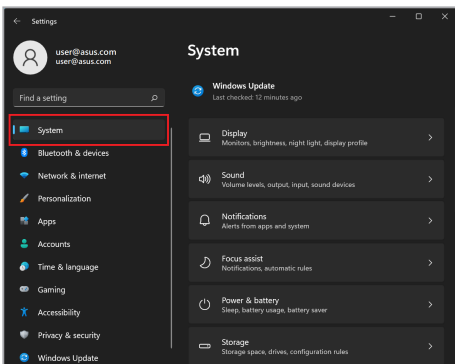 Settings
user@asus.com
user@asus.com
Find a setting
System
Bluetooth & devices
Network & internet
Personalization
Apps
Accounts
Time & language
Gaming
Accessibility
Privacy & security
Windows Update
System
Windows Update
Last checked: 12 minutes ago
Display
Monitors, brightness, night light, display profile
Sound
Volume levels, output, input, sound devices
Notifications
Alerts from apps and system
Focus assist
Notifications, automatic rules
Power & battery
Sleep, battery usage, battery saver
Storage
Storage space, drives, configuration rules